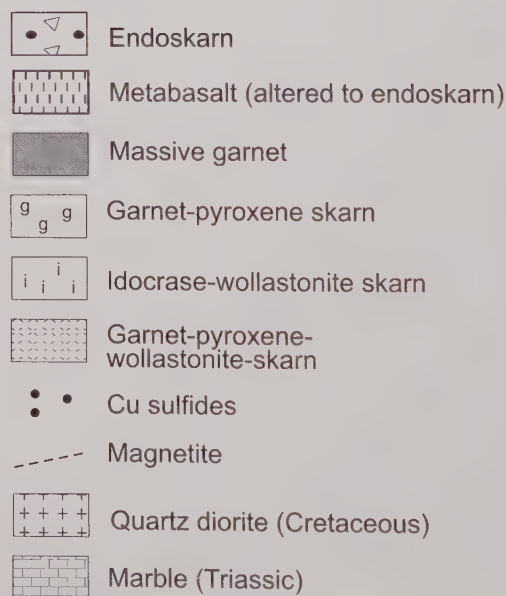 Endoskarn
Metabasalt (altered to endoskarn)
Massive garnet
g g g
Garnet-pyroxene skarn
i i i i
Idocrase-wollastonite skarn
Garnet-pyroxene-
wollastonite-skarn
Cu sulfides
Magnetite
Quartz diorite (Cretaceous)
Marble (Triassic)